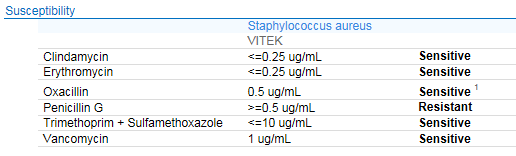 Susceptibility
Staphylococcus aureus
VITEK
Clindamycin <=0.25 ug/mL Sensitive
Erythromycin <=0.25 ug/mL Sensitive
Oxacillin 0.5 ug/mL Sensitive 1
Penicillin G >=0.5 ug/mL Resistant
Trimethoprim + Sulfamethoxazole <=10 ug/mL Sensitive
Vancomycin 1 ug/mL Sensitive